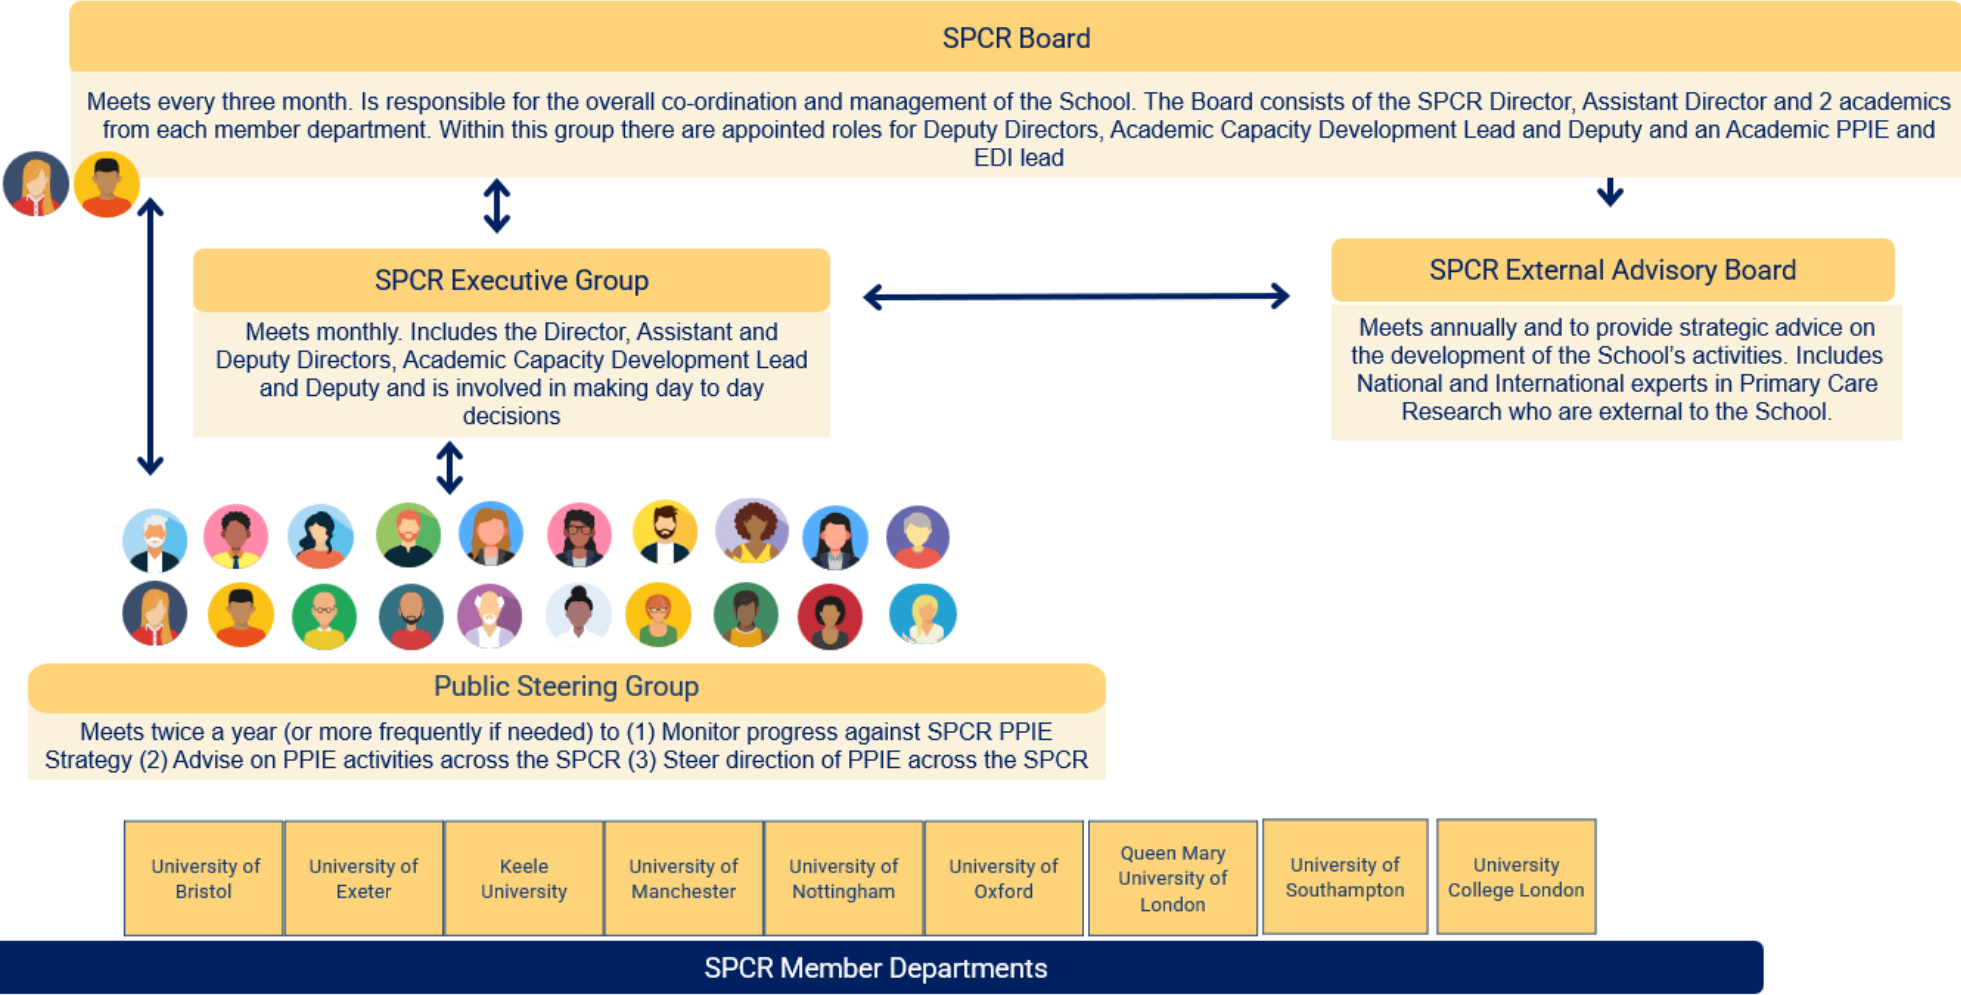 SPCR Board
Meets every three month. Is responsible for the overall co-ordination and management of the School. The Board consists of the SPCR Director, Assistant Director and 2 academics
from each member department. Within this group there are appointed roles for Deputy Directors, Academic Capacity Development Lead and Deputy and an Academic PPIE and
EDI lead
SPCR Executive Group
Meets monthly. Includes the Director, Assistant and
Deputy Directors, Academic Capacity Development Lead
and Deputy and is involved in making day to day
decisions
SPCR External Advisory Board
Meets annually and to provide strategic advice on
the development of the School's activities. Includes
National and International experts in Primary Care
Research who are external to the School.
Public Steering Group
Meets twice a year (or more frequently if needed) to (1) Monitor progress against SPCR PPIE
Strategy (2) Advise on PPIE activities across the SPCR (3) Steer direction of PPIE across the SPCR
University of
Bristol
University of
Exeter
Keele
University
University of
Manchester
University of
Nottingham
University of
Oxford
Queen Mary
University of
London
University of
Southampton
University
College London
SPCR Member Departments